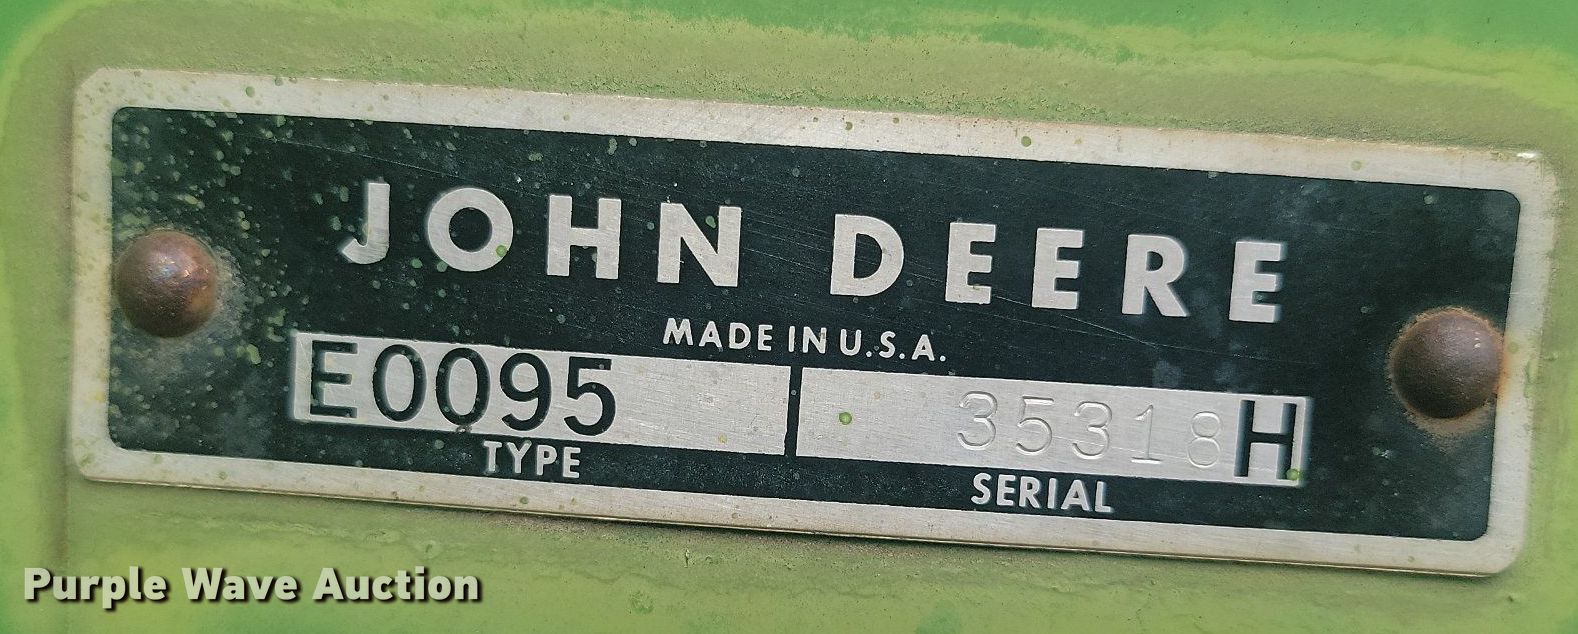 JOHN DEERE
MADE IN U.S.A.
E0095 35318H
TYPE SERIAL
Purple Wave Auction